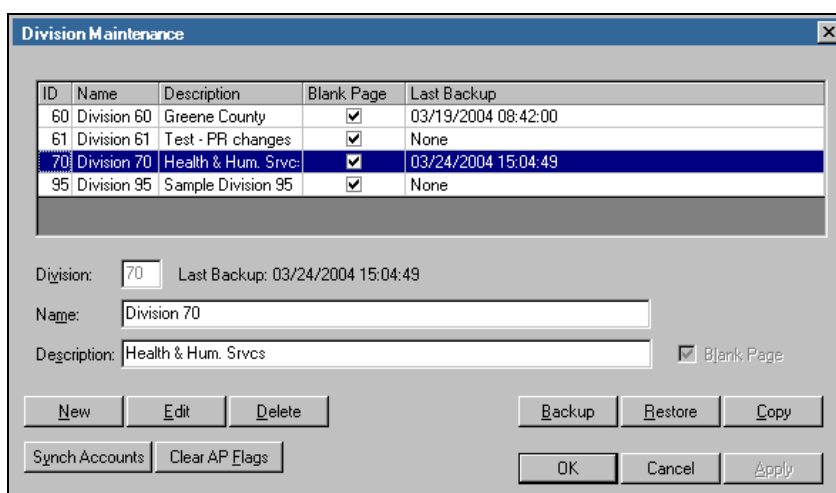 Division Maintenance
ID Name Description Blank Page Last Backup
60 Division 60 Greene County 03/19/2004 08:42:00
61 Division 61 Test - PR changes None
70 Division 70 Health & Hum. Srvc: 03/24/2004 15:04:49
95 Division 95 Sample Division 95 None
Division: 70 Last Backup: 03/24/2004 15:04:49
Name: Division 70
Description: Health & Hum. Srvcs Blank Page
New Edit Delete Backup Restore Copy
Synch Accounts Clear AP Flags OK Cancel Apply